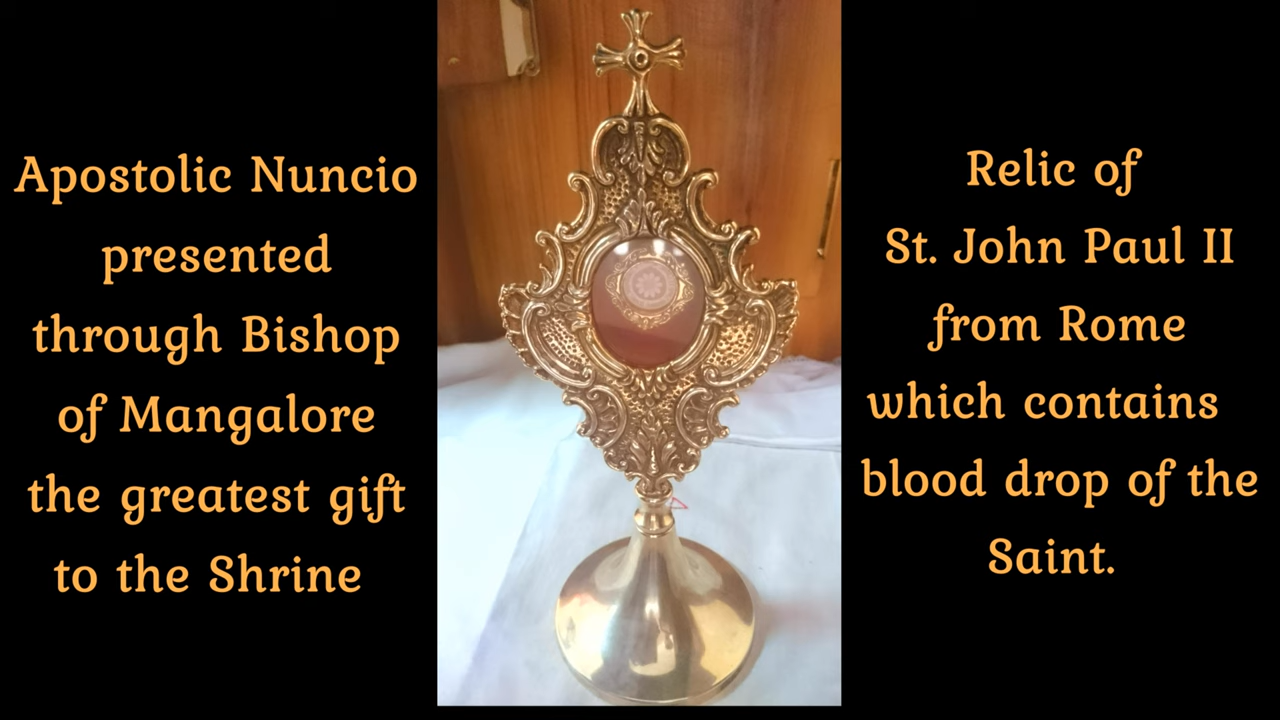 Apostolic Nuncio
presented
through Bishop
of Mangalore
the greatest gift
to the Shrine
Relic of
St. John Paul II
from Rome
which contains
blood drop of the
Saint.